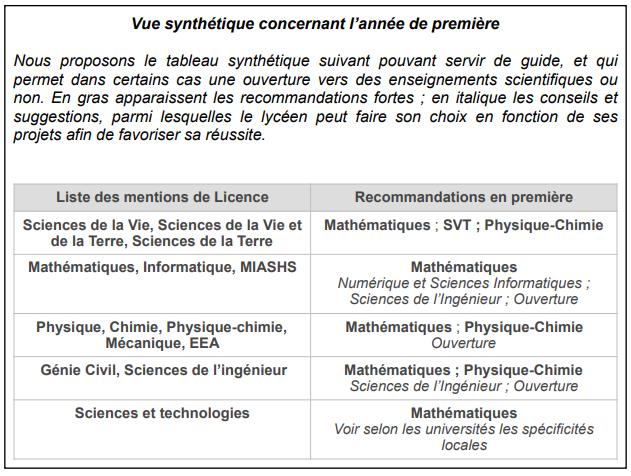 Vue synthétique concernant l'année de première
Nous proposons le tableau synthétique suivant pouvant servir de guide, et qui
permet dans certains cas une ouverture vers des enseignements scientifiques ou
non. En gras apparaissent les recommandations fortes ; en italique les conseils et
suggestions, parmi lesquelles le lycéen peut faire son choix en fonction de ses
projets afin de favoriser sa réussite.
Liste des mentions de Licence
Recommandations en première
Sciences de la Vie, Sciences de la Vie et
de la Terre, Sciences de la Terre
Mathématiques ; SVT ; Physique-Chimie
Mathématiques, Informatique, MIASHS
Mathématiques
Numérique et Sciences Informatiques ;
Sciences de l'Ingénieur ; Ouverture
Physique, Chimie, Physique-chimie,
Mécanique, EEA
Mathématiques ; Physique-Chimie
Ouverture
Génie Civil, Sciences de l'ingénieur
Mathématiques ; Physique-Chimie
Sciences de l'Ingénieur ; Ouverture
Sciences et technologies
Mathématiques
Voir selon les universités les spécificités
locales